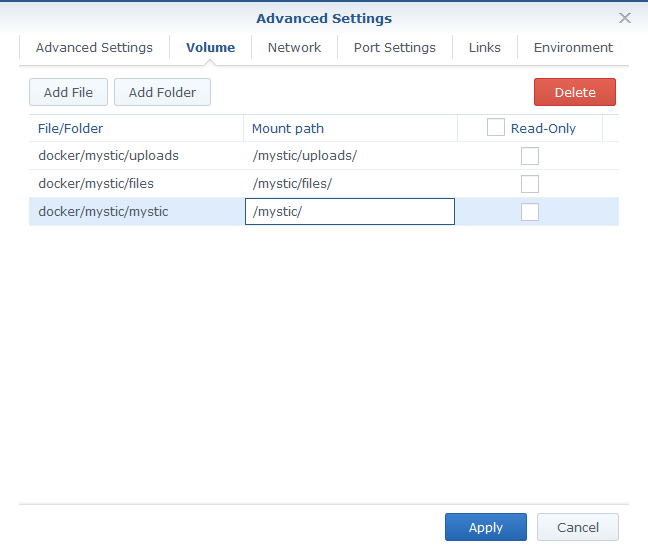 Advanced Settings
Advanced Settings Volume Network Port Settings Links Environment
Add File Add Folder Delete
File/Folder Mount path Read-Only
docker/mystic/uploads /mystic/uploads/
docker/mystic/files /mystic/files/
docker/mystic/mystic /mystic/
Apply Cancel